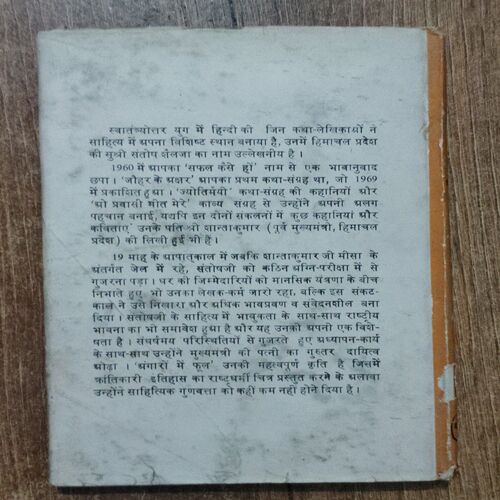 स्वातंत्र्योत्तर युग में हिन्दी की जिन कथा-लेखिकाओं ने
साहित्य में अपना विशिष्ट स्थान बनाया है, उनमें हिमाचल प्रदेश
की सुश्री संतोष शैलजा का नाम उल्लेखनीय है ।
1960 में आपका 'सफल कैसे हों' नाम से एक भावानुवाद
छपा । 'जौहर के अक्षर' आपका प्रथम कथा-संग्रह था, जो 1969
में प्रकाशित हुआ । 'ज्योतिर्मयी' कथा-संग्रह की कहानियों और
'ओ प्रवासी मीत मेरे' काव्य संग्रह से उन्होंने अपनी अलग
पहचान बनाई, यद्यपि इन दोनों संकलनों में कुछ कहानियां और
कविताएं उनके पति श्री शान्ताकुमार (पूर्व मुख्यमंत्री, हिमाचल
प्रदेश) की लिखी हुई भी हैं ।
19 माह के आपात्काल में जबकि शान्ताकुमार जी मीसा के
अंतर्गत जेल में रहे, संतोषजी को कठिन अग्नि-परीक्षा में से
गुजरना पड़ा । घर की जिम्मेदारियों को मानसिक यंत्रणा के बीच
निभाते हुए भी उनका लेखक-कर्म जारी रहा, बल्कि इस संकट-
काल ने उसे निखारा और अधिक भावप्रवण व संवेदनशील बना
दिया । संतोषजी के साहित्य में भावुकता के साथ-साथ राष्ट्रीय
भावना का भी समावेश हुआ है और यह उनकी अपनी एक विशे-
षता है । संघर्षमय परिस्थितियों से गुजरते हुए अध्यापन-कार्य
के साथ-साथ उन्होंने मुख्यमंत्री की पत्नी का गुरुतर दायित्व
ओढ़ा । 'अंगारों में फूल' उनकी महत्वपूर्ण कृति है जिसमें
क्रांतिकारी इतिहास का राष्ट्रधर्मी चित्र प्रस्तुत करने के अलावा
उन्होंने साहित्यिक गुणवत्ता को कहीं कम नहीं होने दिया है ।